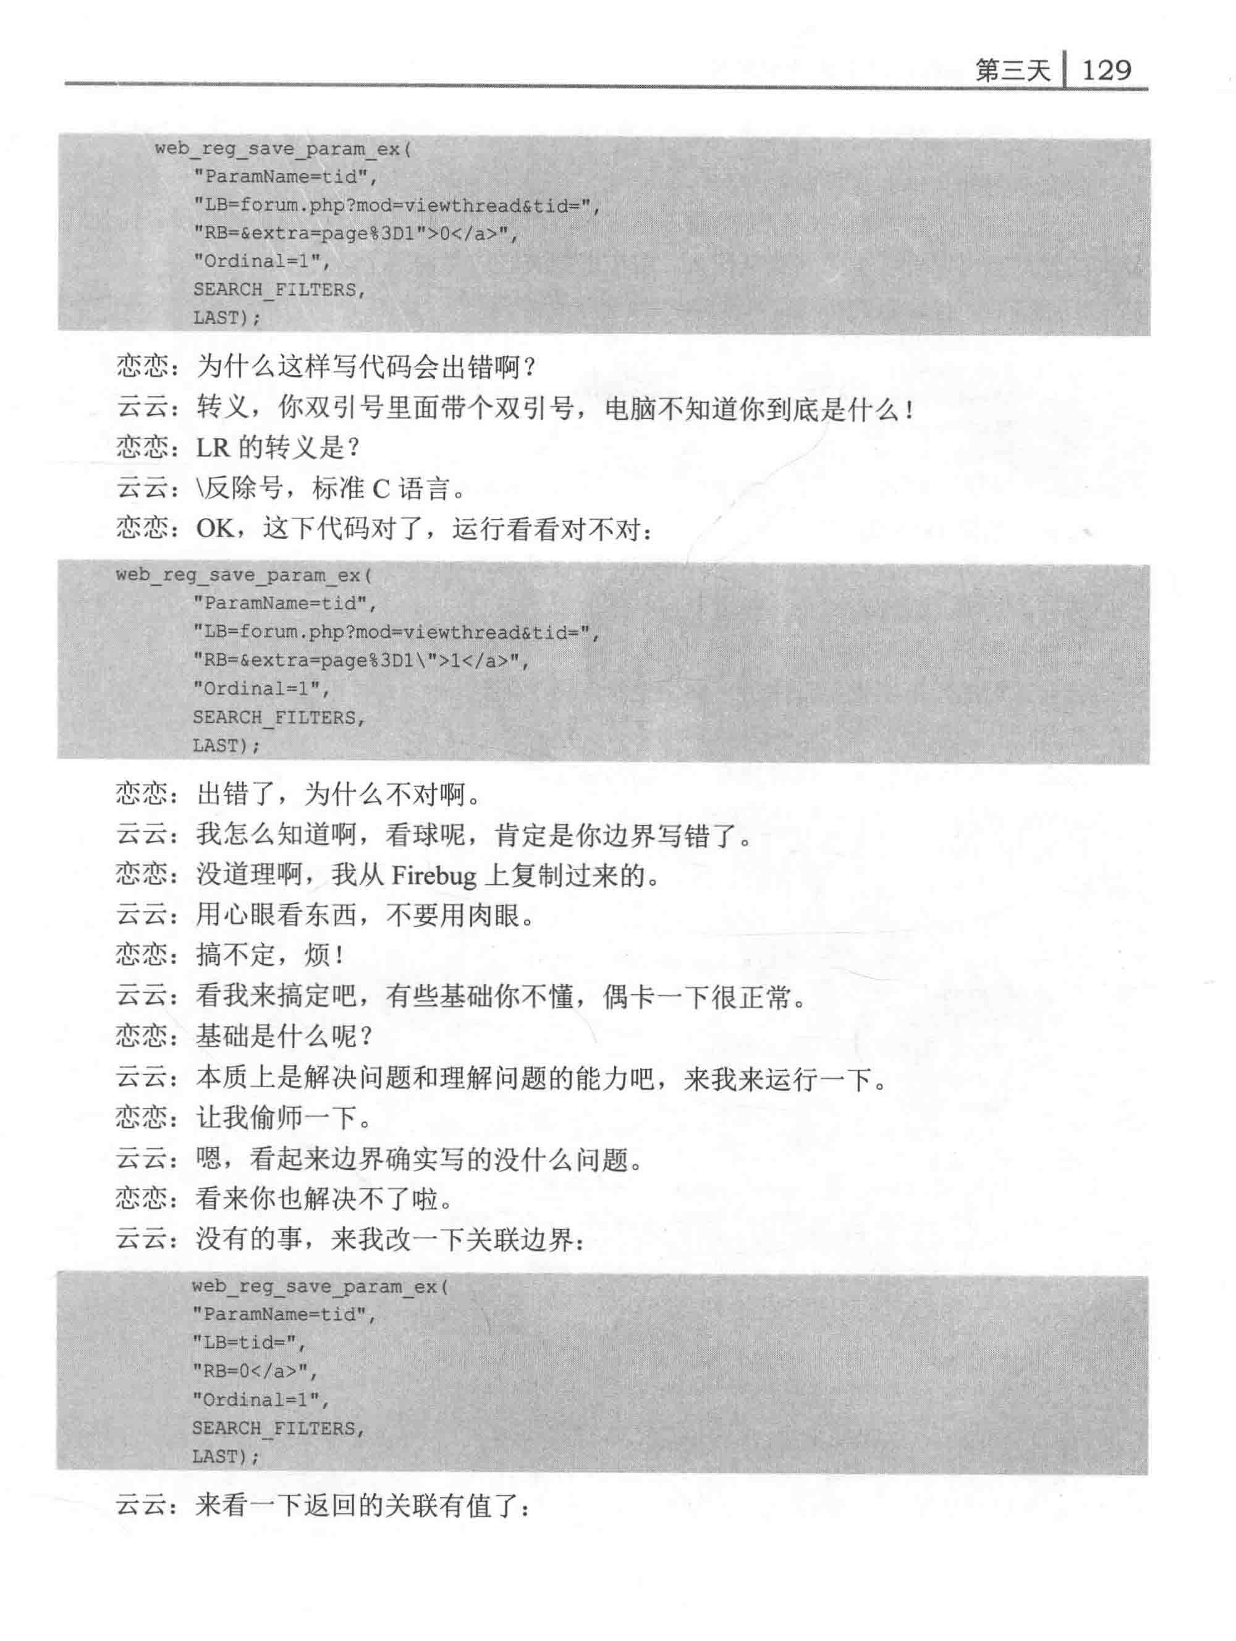 第三天 129
web_reg_save_param_ex(
"ParamName=tid",
"LB=forum.php?mod=viewthread&tid=",
"RB=&extra=page%3D1">0</a>",
"Ordinal=1",
SEARCH_FILTERS,
LAST);
恋恋：为什么这样写代码会出错啊？
云云：转义，你双引号里面带个双引号，电脑不知道你到底是什么！
恋恋：LR 的转义是？
云云：\反除号，标准 C 语言。
恋恋：OK，这下代码对了，运行看看对不对：
web_reg_save_param_ex(
"ParamName=tid",
"LB=forum.php?mod=viewthread&tid=",
"RB=&extra=page%3D1\">1</a>",
"Ordinal=1",
SEARCH_FILTERS,
LAST);
恋恋：出错了，为什么不对啊。
云云：我怎么知道啊，看球呢，肯定是你边界写错了。
恋恋：没道理啊，我从 Firebug 上复制过来的。
云云：用心眼看东西，不要用肉眼。
恋恋：搞不定，烦！
云云：看我来搞定吧，有些基础你不懂，偶卡一下很正常。
恋恋：基础是什么呢？
云云：本质上是解决问题和理解问题的能力吧，来我来运行一下。
恋恋：让我偷师一下。
云云：嗯，看起来边界确实写的没什么问题。
恋恋：看来你也解决不了啦。
云云：没有的事，来我改一下关联边界：
web_reg_save_param_ex(
"ParamName=tid",
"LB=tid=",
"RB=0</a>",
"Ordinal=1",
SEARCH_FILTERS,
LAST);
云云：来看一下返回的关联有值了：